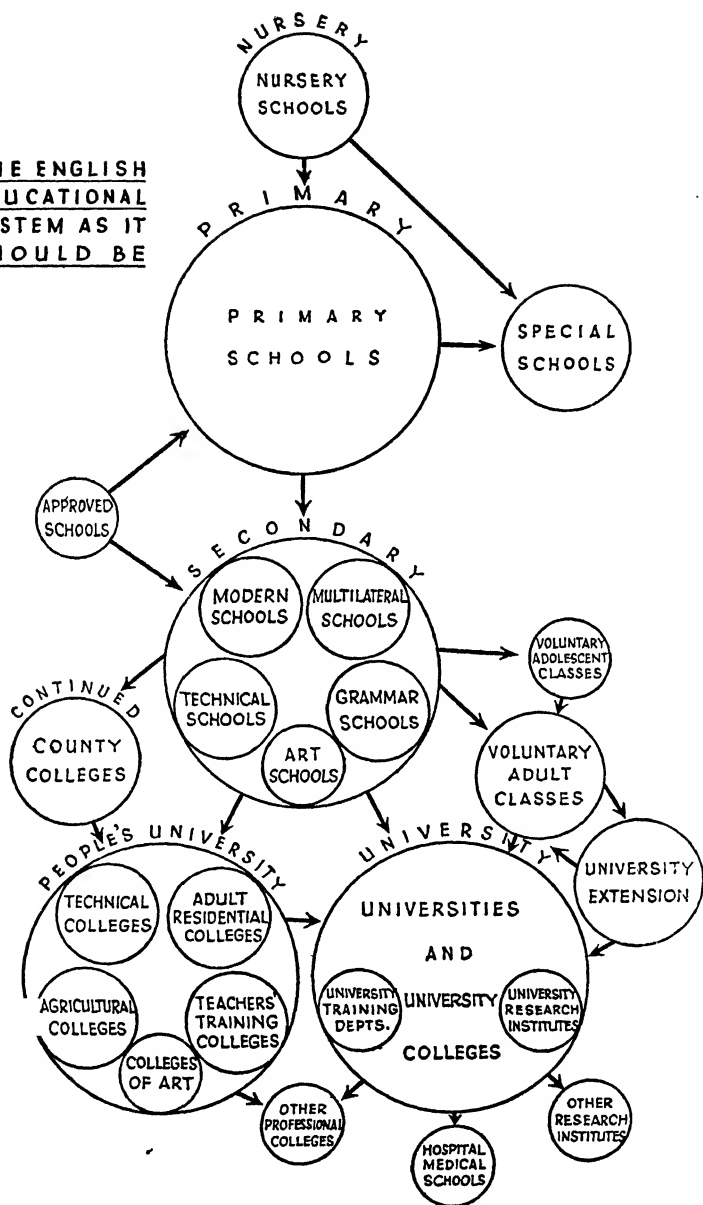 NURSERY
NURSERY
SCHOOLS
HE ENGLISH
UCATIONAL
STEM AS IT
HOULD BE
PRIMARY
PRIMARY
SCHOOLS
SPECIAL
SCHOOLS
APPROVED
SCHOOLS
SECONDARY
MODERN
SCHOOLS
MULTILATERAL
SCHOOLS
TECHNICAL
SCHOOLS
GRAMMAR
SCHOOLS
ART
SCHOOLS
VOLUNTARY
ADOLESCENT
CLASSES
CONTINUED
COUNTY
COLLEGES
VOLUNTARY
ADULT
CLASSES
UNIVERSITY
EXTENSION
PEOPLE'S UNIVERSITY
TECHNICAL
COLLEGES
ADULT
RESIDENTIAL
COLLEGES
AGRICULTURAL
COLLEGES
TEACHERS'
TRAINING
COLLEGES
COLLEGES
OF ART
UNIVERSITY
UNIVERSITIES
AND
UNIVERSITY
COLLEGES
UNIVERSITY
TRAINING
DEPTS.
UNIVERSITY
RESEARCH
INSTITUTES
OTHER
PROFESSIONAL
COLLEGES
HOSPITAL
MEDICAL
SCHOOLS
OTHER
RESEARCH
INSTITUTES